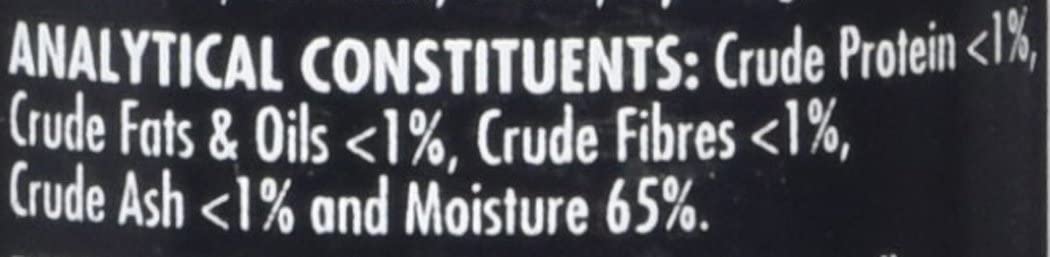 ANALYTICAL CONSTITUENTS: Crude Protein <1%,
Crude Fats & Oils <1%, Crude Fibres <1%,
Crude Ash <1% and Moisture 65%.